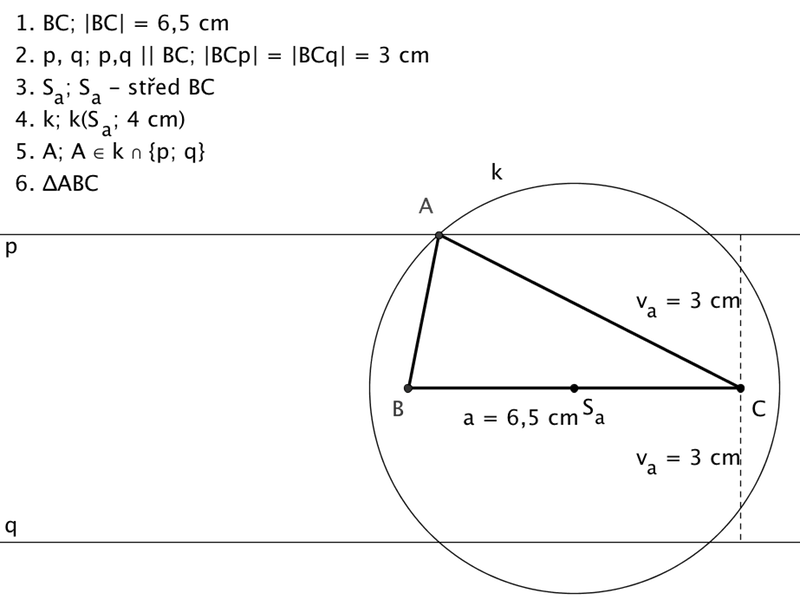 1. BC; |BC| = 6,5 cm
2. p, q; p,q || BC; |BCp| = |BCq| = 3 cm
3. Sa; Sa – střed BC
4. k; k(Sa; 4 cm)
5. A; A ∈ k ∩ {p; q}
6. ΔABC
k
A
p
va = 3 cm
B
a = 6,5 cm
Sa
C
va = 3 cm
q